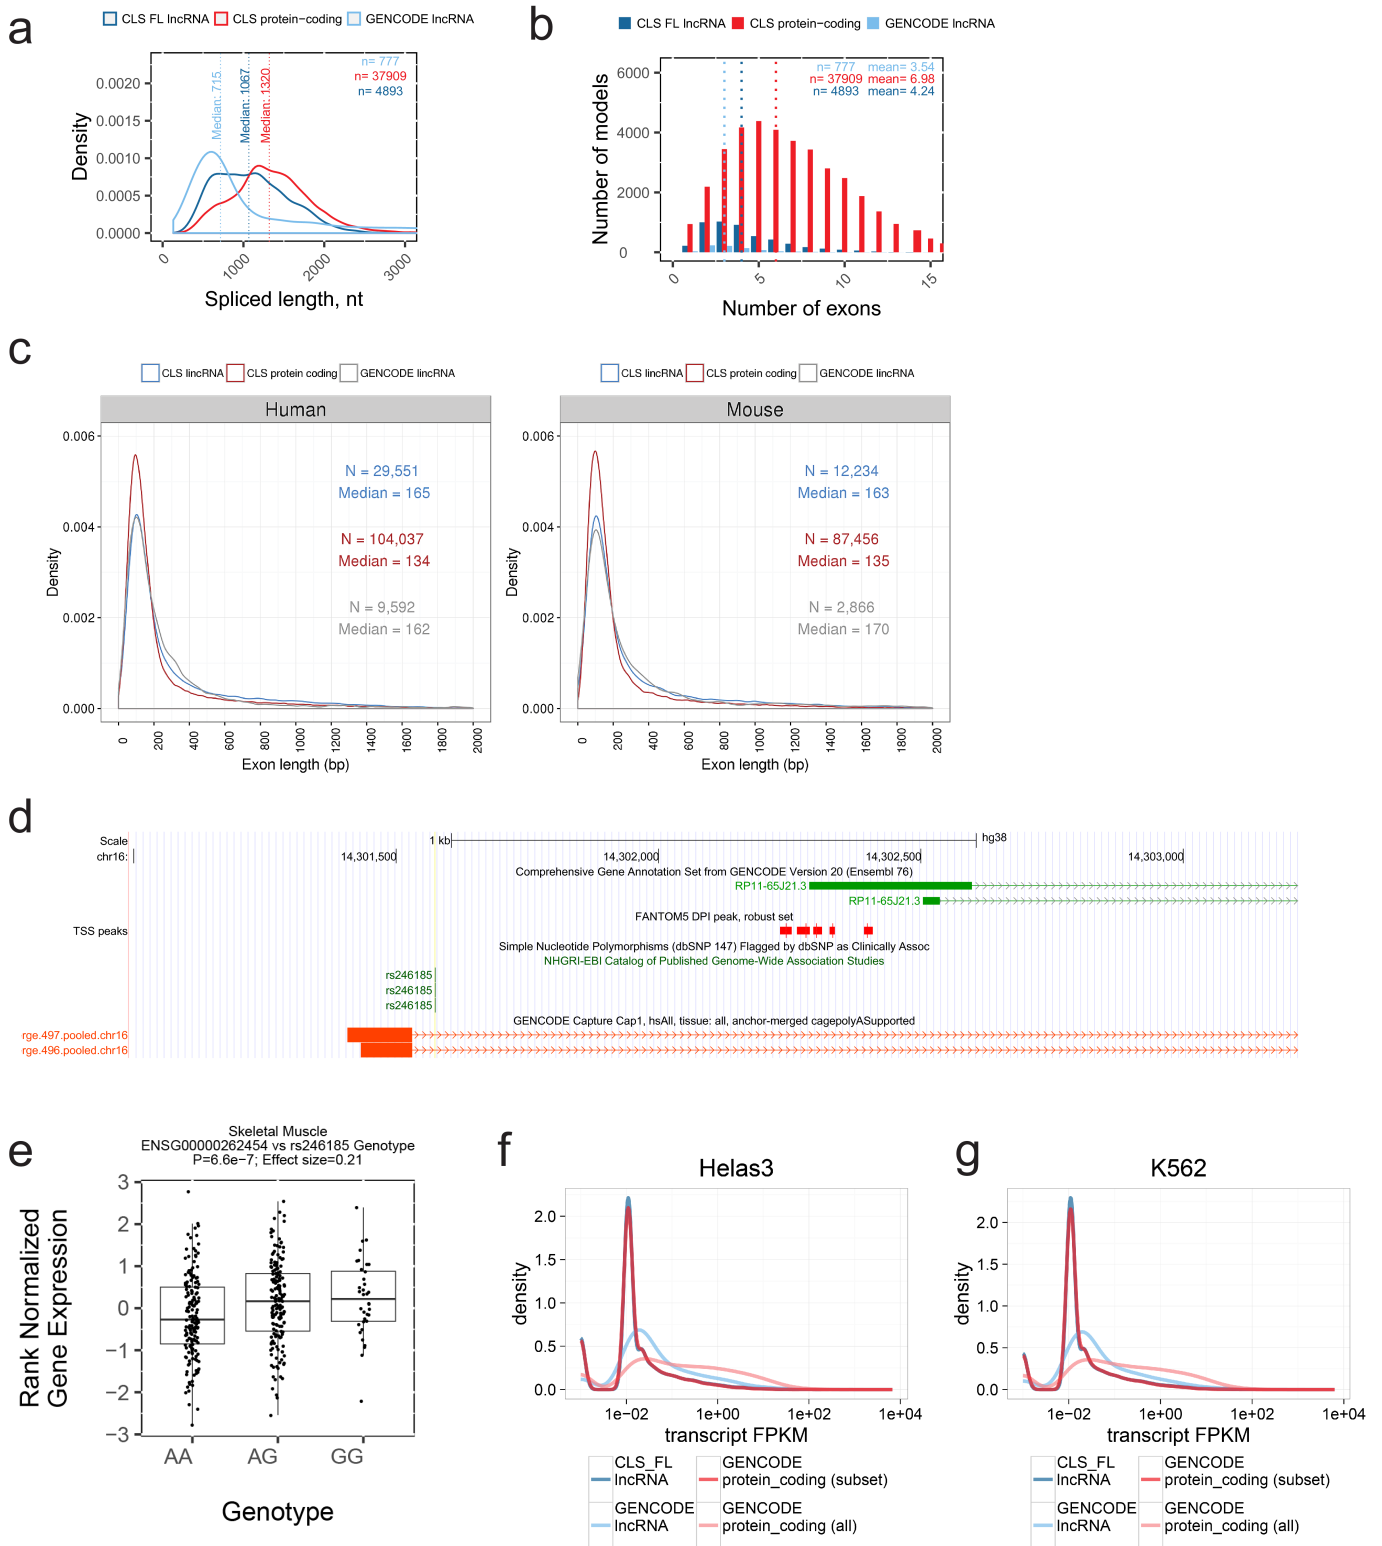 a
CLS FL lncRNA CLS protein-coding GENCODE lncRNA
Median: 715
Median: 1067
Median: 1320
n= 777
n= 37909
n= 4893
0.0020
0.0015
0.0010
0.0005
0.0000
Density
0 1000 2000 3000
Spliced length, nt
b
CLS FL lncRNA CLS protein-coding GENCODE lncRNA
n= 777 mean= 3.54
n= 37909 mean= 6.98
n= 4893 mean= 4.24
6000
4000
2000
0
Number of models
0 5 10 15
Number of exons
c
CLS lincRNA CLS protein coding GENCODE lincRNA
Human
N = 29,551
Median = 165
N = 104,037
Median = 134
N = 9,592
Median = 162
0.006
0.004
0.002
0.000
Density
0 200 400 600 800 1000 1200 1400 1600 1800 2000
Exon length (bp)
CLS lincRNA CLS protein coding GENCODE lincRNA
Mouse
N = 12,234
Median = 163
N = 87,456
Median = 135
N = 2,866
Median = 170
0.006
0.004
0.002
0.000
Density
0 200 400 600 800 1000 1200 1400 1600 1800 2000
Exon length (bp)
d
Scale 1 kb hg38
chr16: 14,301,500 14,302,000 14,302,500 14,303,000
Comprehensive Gene Annotation Set from GENCODE Version 20 (Ensembl 76)
RP11-65J21.3
RP11-65J21.3
FANTOM5 DPI peak, robust set
TSS peaks
Simple Nucleotide Polymorphisms (dbSNP 147) Flagged by dbSNP as Clinically Assoc
NHGRI-EBI Catalog of Published Genome-Wide Association Studies
rs246185
rs246185
rs246185
GENCODE Capture Cap1, hsAll, tissue: all, anchor-merged cagepolyASupported
rge.497.pooled.chr16
rge.496.pooled.chr16
e
Skeletal Muscle
ENSG00000262454 vs rs246185 Genotype
P=6.6e−7; Effect size=0.21
3
2
1
0
−1
−2
−3
Rank Normalized
Gene Expression
AA AG GG
Genotype
f
Helas3
2.0
1.5
1.0
0.5
0.0
density
1e−02 1e+00 1e+02 1e+04
transcript FPKM
CLS_FL GENCODE
lncRNA protein_coding (subset)
GENCODE GENCODE
lncRNA protein_coding (all)
g
K562
2.0
1.5
1.0
0.5
0.0
density
1e−02 1e+00 1e+02 1e+04
transcript FPKM
CLS_FL GENCODE
lncRNA protein_coding (subset)
GENCODE GENCODE
lncRNA protein_coding (all)